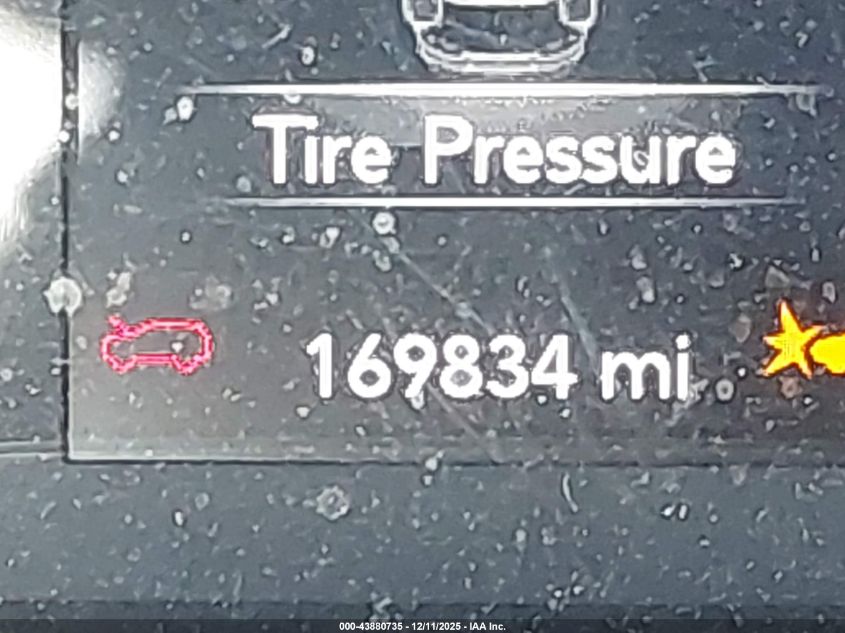 Tire Pressure
169834 mi
000-43880735 - 12/11/2025 - IAA Inc.